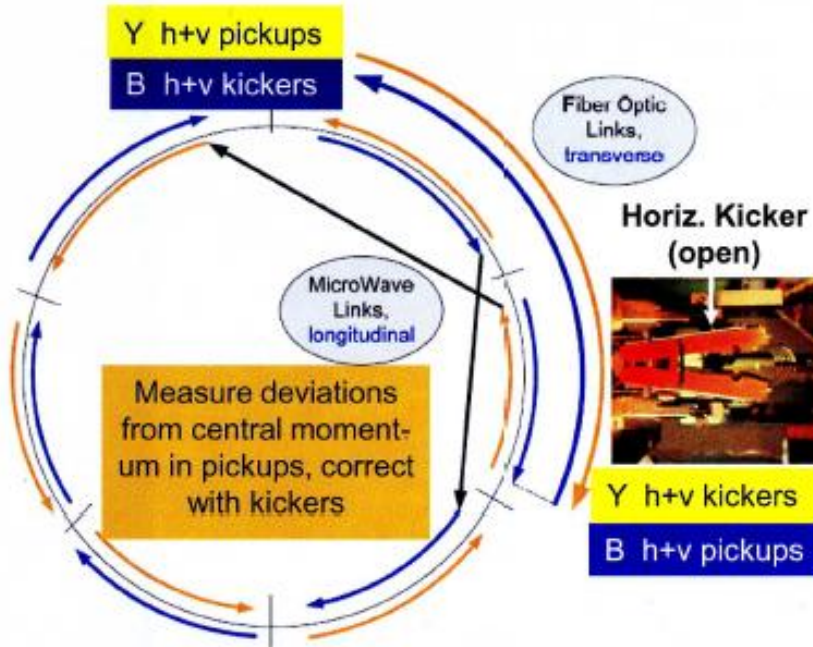 Y h+v pickups
B h+v kickers
Fiber Optic
Links,
transverse
Horiz. Kicker
(open)
MicroWave
Links,
longitudinal
Measure deviations
from central moment-
um in pickups, correct
with kickers
Y h+v kickers
B h+v pickups